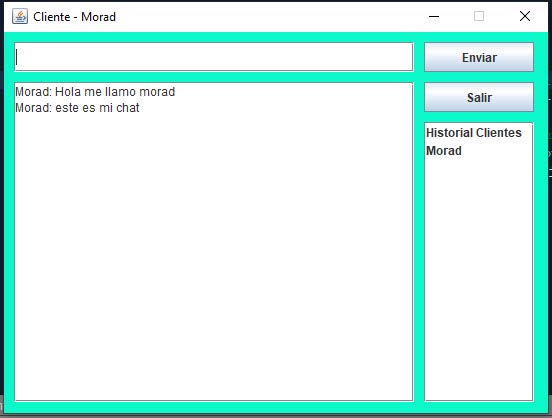 Cliente - Morad
Enviar
Morad: Hola me llamo morad
Morad: este es mi chat
Salir
Historial Clientes
Morad